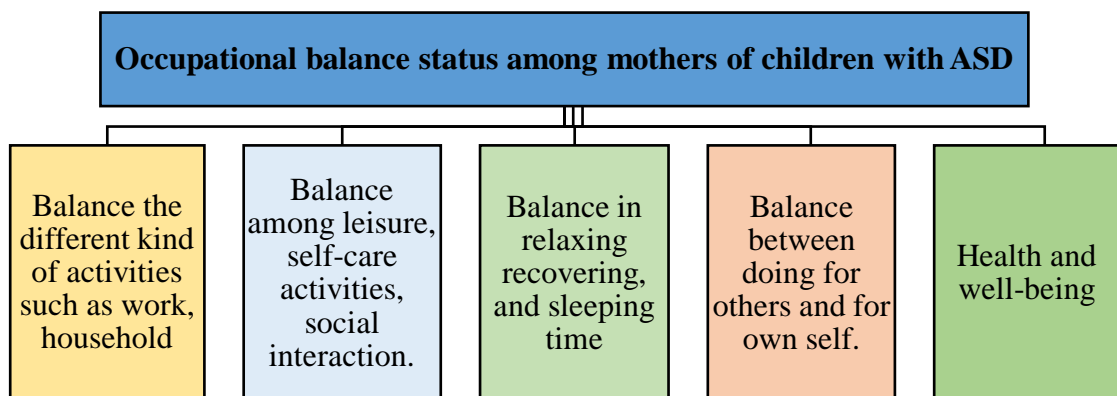 Occupational balance status among mothers of children with ASD
Balance the
different kind
of activities
such as work,
household
Balance
among leisure,
self-care
activities,
social
interaction.
Balance in
relaxing
recovering,
and sleeping
time
Balance
between
doing for
others and for
own self.
Health and
well-being